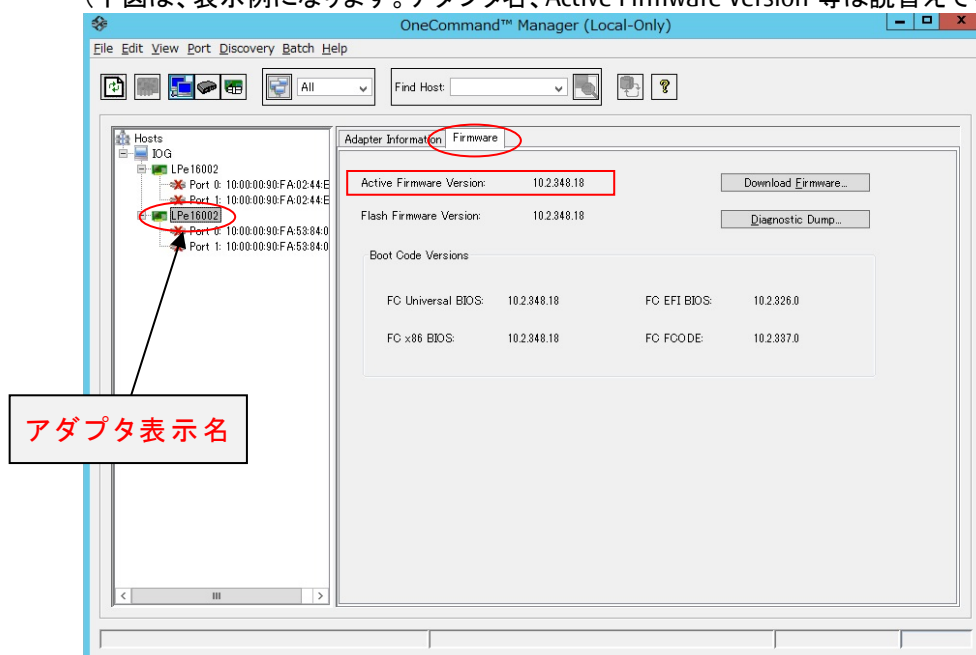 (下図は、表示例になります。アダプタ名、Active Firmware Version 等は読替えて
OneCommand™ Manager (Local-Only)
File Edit View Port Discovery Batch Help
All
Find Host:
Hosts
IOG
LPe16002
Port 0: 10:00:00:90:FA:02:44:E
Port 1: 10:00:00:90:FA:02:44:E
LPe16002
Port 0: 10:00:00:90:FA:53:84:0
Port 1: 10:00:00:90:FA:53:84:0
Adapter Information Firmware
Active Firmware Version: 10.2.348.18 Download Firmware...
Flash Firmware Version: 10.2.348.18 Diagnostic Dump...
Boot Code Versions
FC Universal BIOS: 10.2.348.18 FC EFI BIOS: 10.2.326.0
FC x86 BIOS: 10.2.348.18 FC FCODE: 10.2.337.0
アダプタ表示名